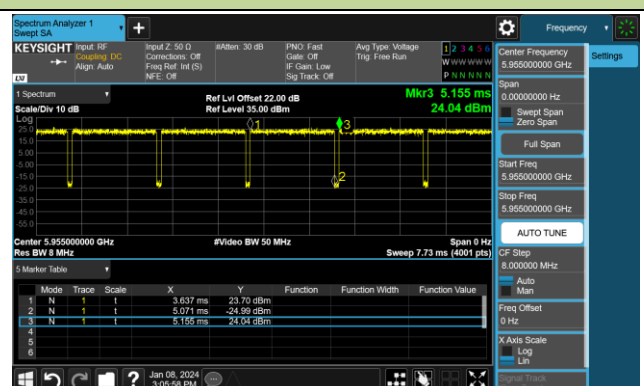 Spectrum Analyzer 1
Swept SA
+
Frequency
KEYSIGHT
Input: RF
Coupling: DC
Align: Auto
Input Z: 50 Ω
Corrections: Off
Freq Ref: Int (S)
NFE: Off
#Atten: 30 dB
PNO: Fast
Gate: Off
IF Gain: Low
Sig Track: Off
Avg Type: Voltage
Trig: Free Run
1 2 3 4 5 6
W W W W W W
P N N N N N
LXI
1 Spectrum
Scale/Div 10 dB
Ref Lvl Offset 22.00 dB
Ref Level 35.00 dBm
Mkr3 5.155 ms
24.04 dBm
Log
25.0
15.0
5.00
-5.00
-15.0
-25.0
-35.0
-45.0
-55.0
1
3
2
Center 5.955000000 GHz
Res BW 8 MHz
#Video BW 50 MHz
Span 0 Hz
Sweep 7.73 ms (4001 pts)
5 Marker Table
Mode Trace Scale X Y Function Function Width Function Value
1 N 1 t 3.637 ms 23.70 dBm
2 N 1 t 5.071 ms -24.99 dBm
3 N 1 t 5.155 ms 24.04 dBm
4
5
6
Jan 08, 2024
3:05:58 PM
Center Frequency
5.955000000 GHz
Span
0.00000000 Hz
Swept Span
Zero Span
Full Span
Start Freq
5.955000000 GHz
Stop Freq
5.955000000 GHz
AUTO TUNE
CF Step
8.000000 MHz
Auto
Man
Freq Offset
0 Hz
X Axis Scale
Log
Lin
Signal Track
Settings